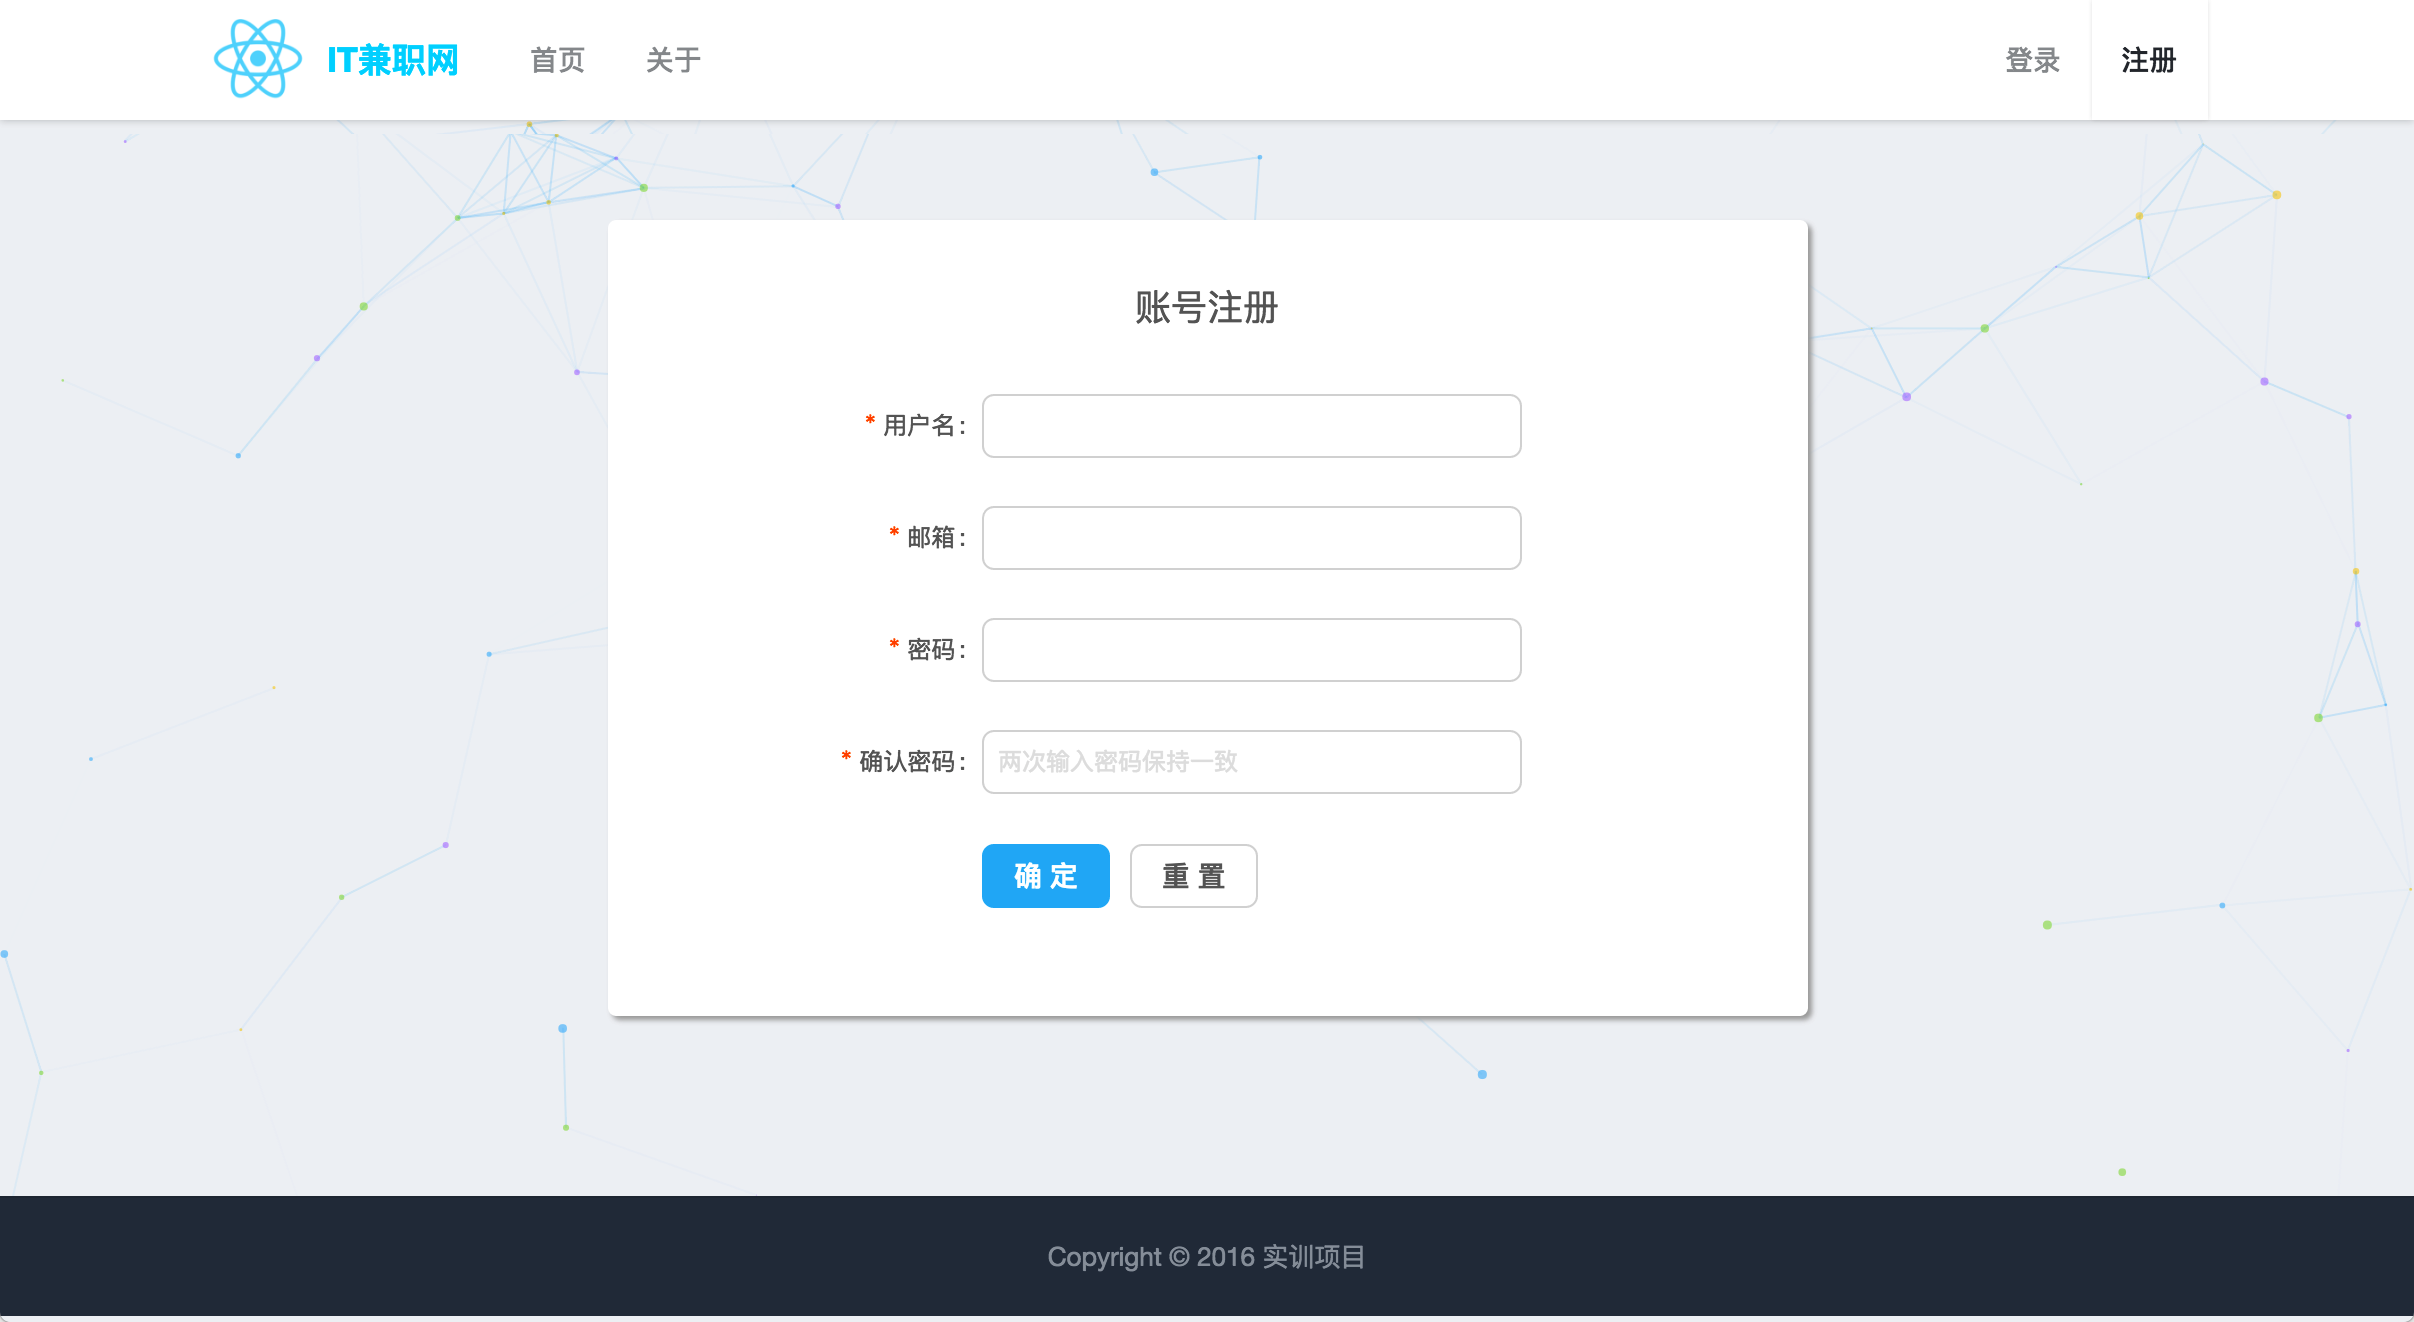 IT兼职网 首页 关于 登录 注册
账号注册
* 用户名:
* 邮箱:
* 密码:
* 确认密码: 两次输入密码保持一致
确 定 重 置
Copyright © 2016 实训项目